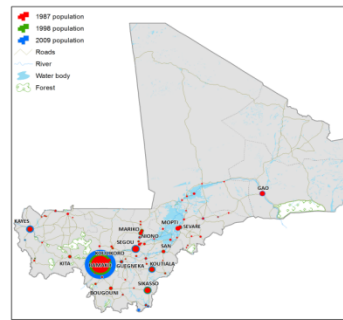 1987 population
1998 population
2009 population
Roads
River
Water body
Forest
GAO
MOPTI
SEVARE
KAYES
NIONO
SEGOU
SAN
KITA
KOUTIALA
SIKASSO
BOUGOUNI